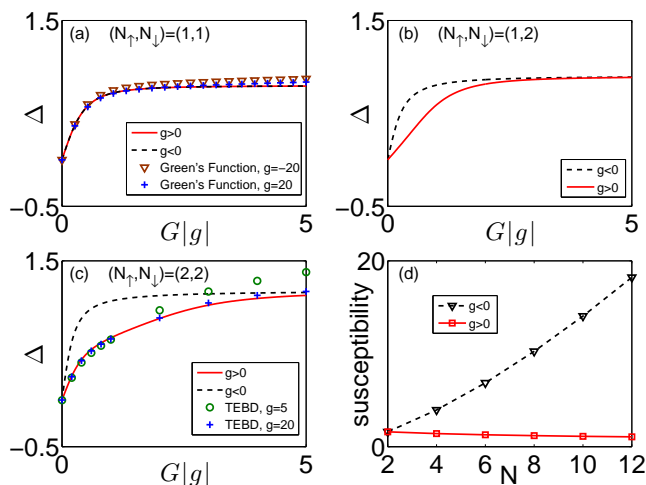 (a) (N↑,N↓)=(1,1)
1.5
Δ
-0.5
g>0
g<0
Green's Function, g=-20
Green's Function, g=20
0
5
G|g|
(b) (N↑,N↓)=(1,2)
1.5
Δ
-0.5
g<0
g>0
0
5
G|g|
(c) (N↑,N↓)=(2,2)
1.5
Δ
-0.5
g>0
g<0
TEBD, g=5
TEBD, g=20
0
5
G|g|
(d)
20
susceptibility
2
g<0
g>0
2 4 6 8 10 12
N